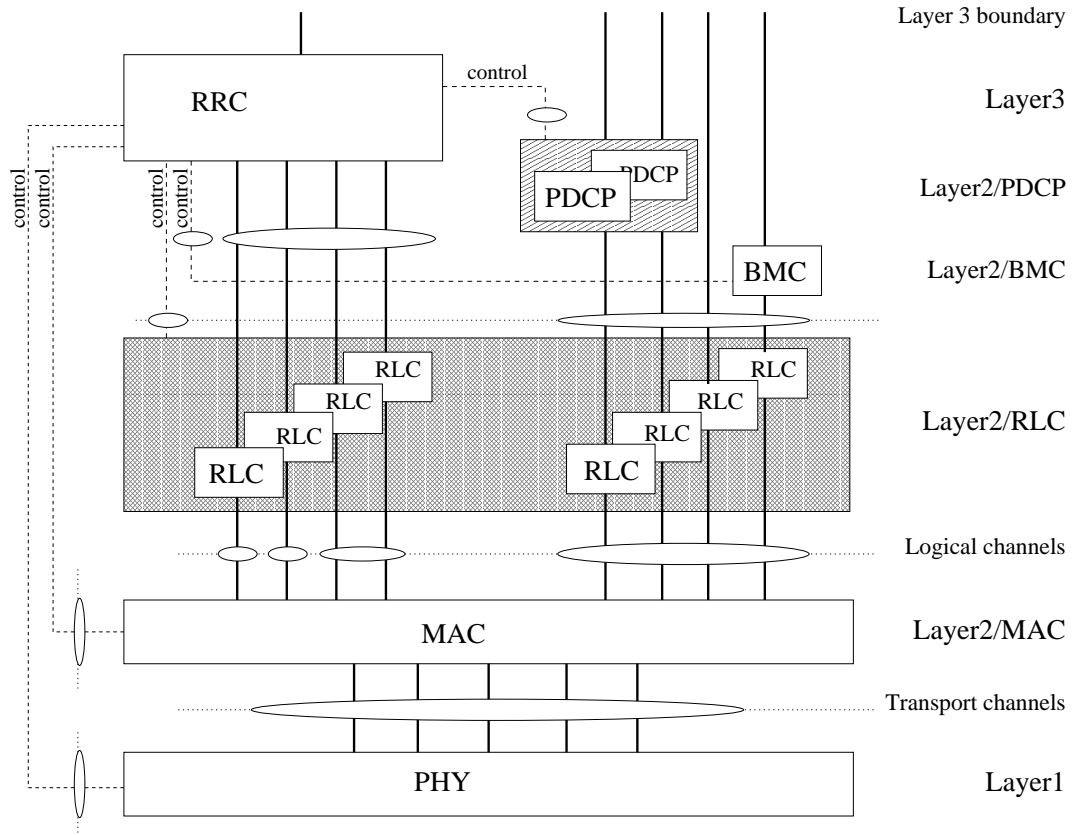 Layer 3 boundary
control
RRC
Layer3
control
control
control
control
PDCP
PDCP
Layer2/PDCP
BMC
Layer2/BMC
RLC
RLC
RLC
RLC
RLC
RLC
RLC
RLC
Layer2/RLC
Logical channels
MAC
Layer2/MAC
Transport channels
PHY
Layer1